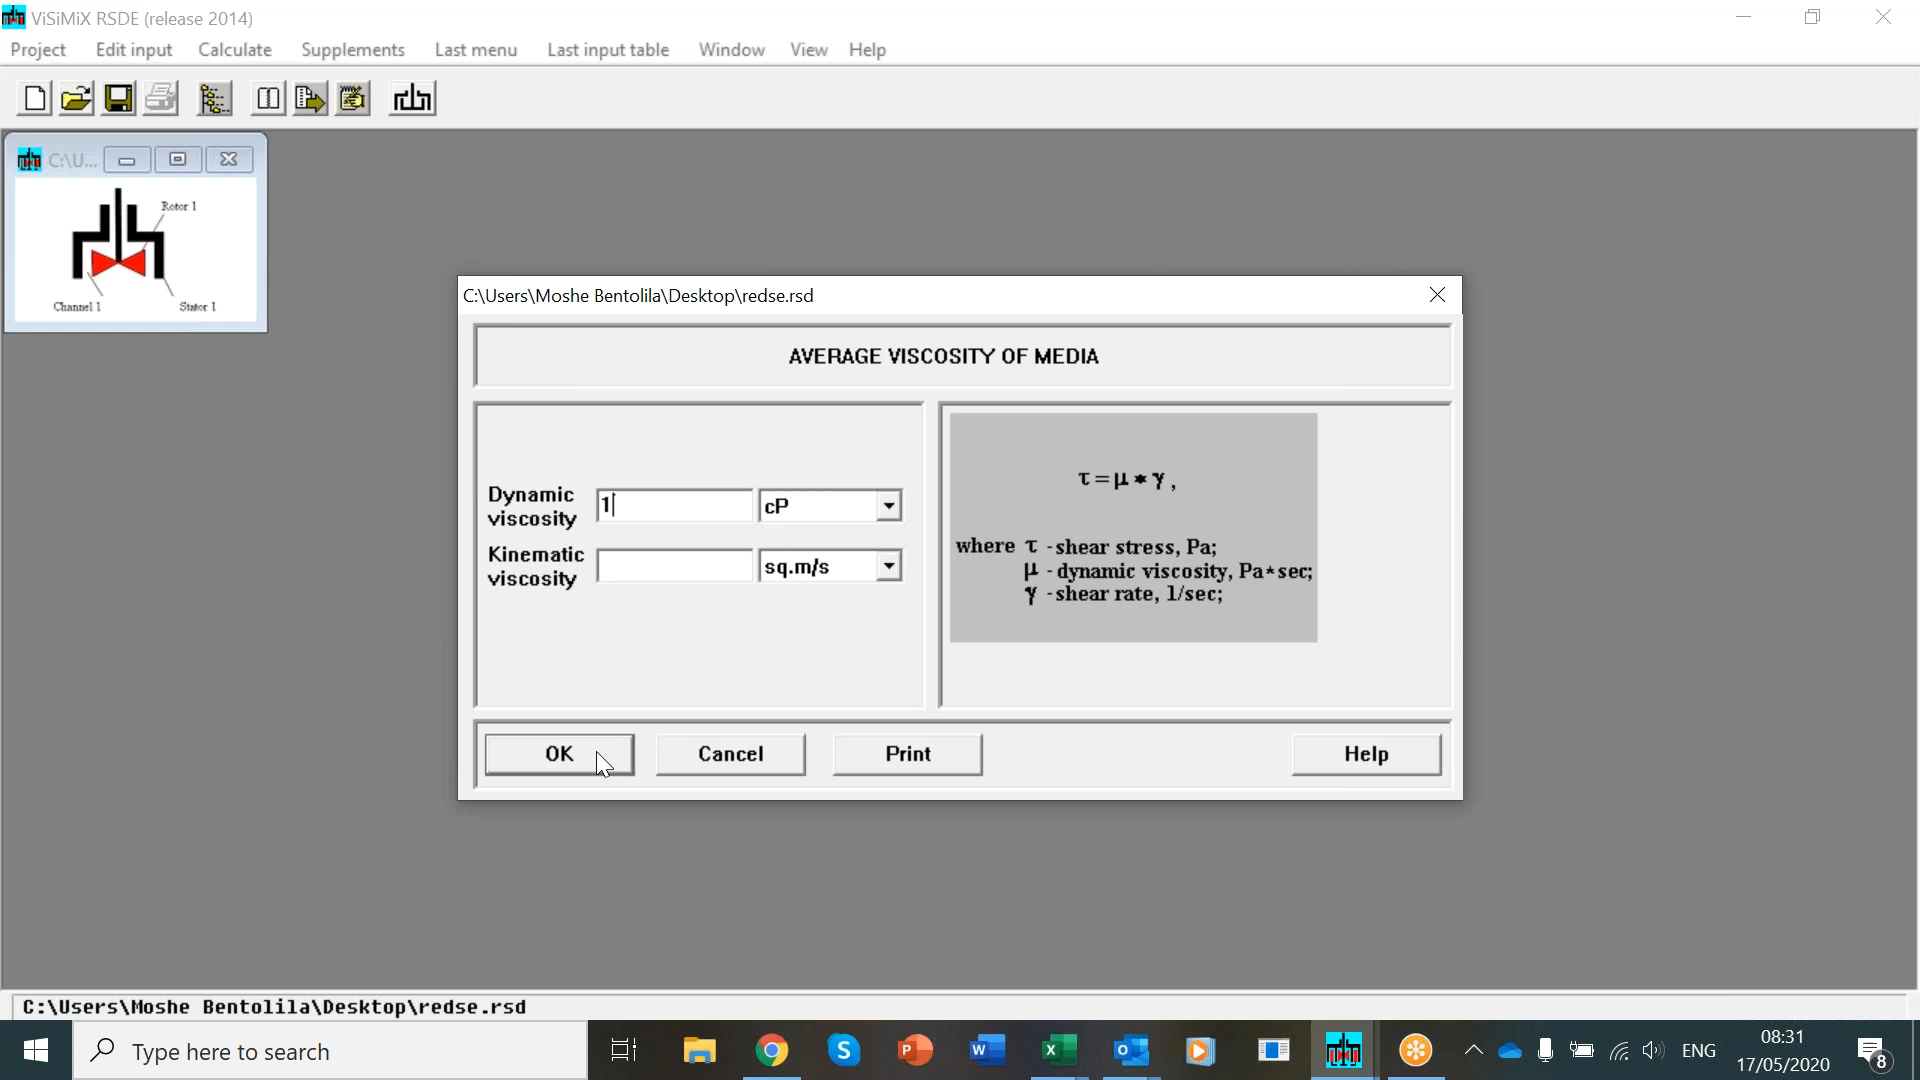 ViSiMiX RSDE (release 2014)
Project Edit input Calculate Supplements Last menu Last input table Window View Help
C:\U...
Rotor 1
Channel 1 Stator 1
C:\Users\Moshe Bentolila\Desktop\redse.rsd
AVERAGE VISCOSITY OF MEDIA
Dynamic viscosity 1 cP
Kinematic viscosity sq.m/s
τ=μ*γ,
where τ -shear stress, Pa;
μ -dynamic viscosity, Pa*sec;
γ -shear rate, 1/sec;
OK Cancel Print Help
C:\Users\Moshe Bentolila\Desktop\redse.rsd
Type here to search
ENG
08:31
17/05/2020
8